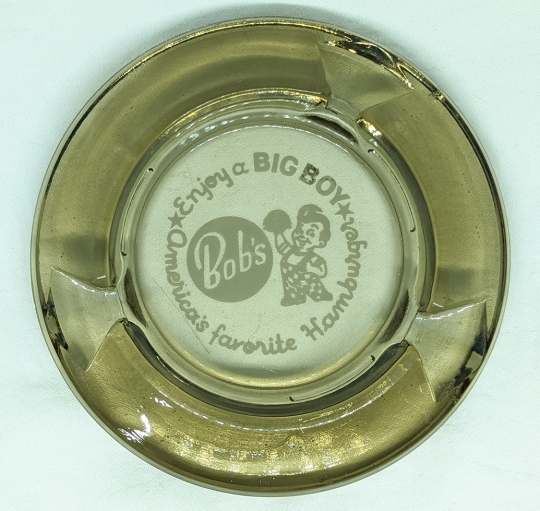 Enjoy a BIG BOY
Bob's
America's favorite Hamburger